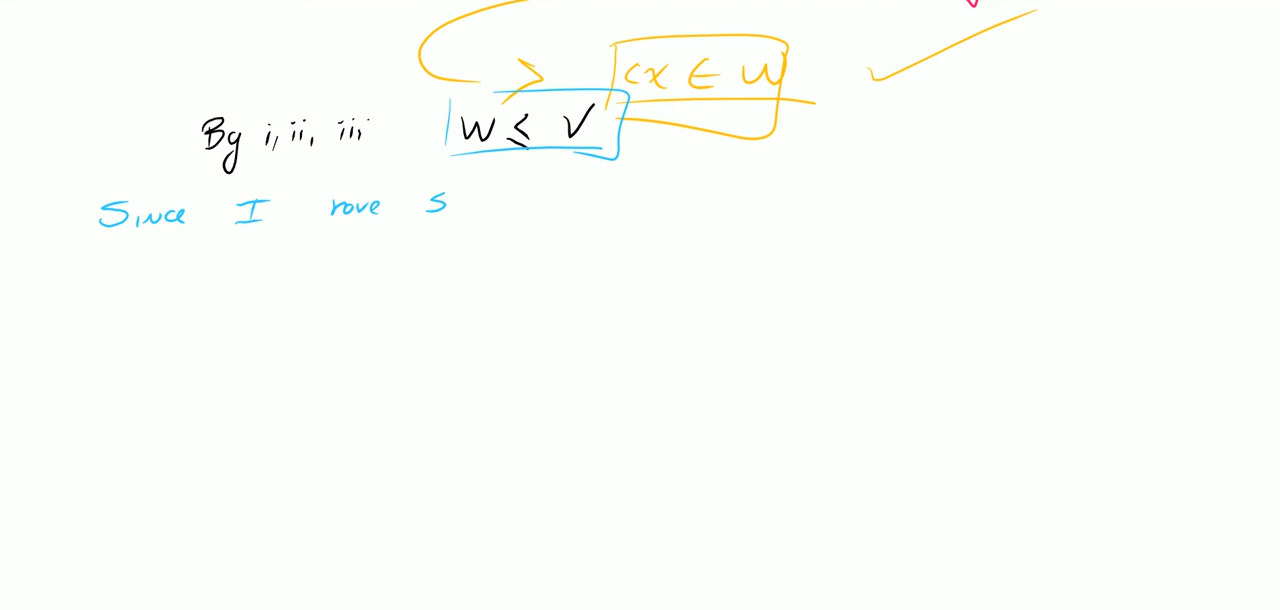 cx ∈ W
By i, ii, iii W ≤ V
Since I rove s